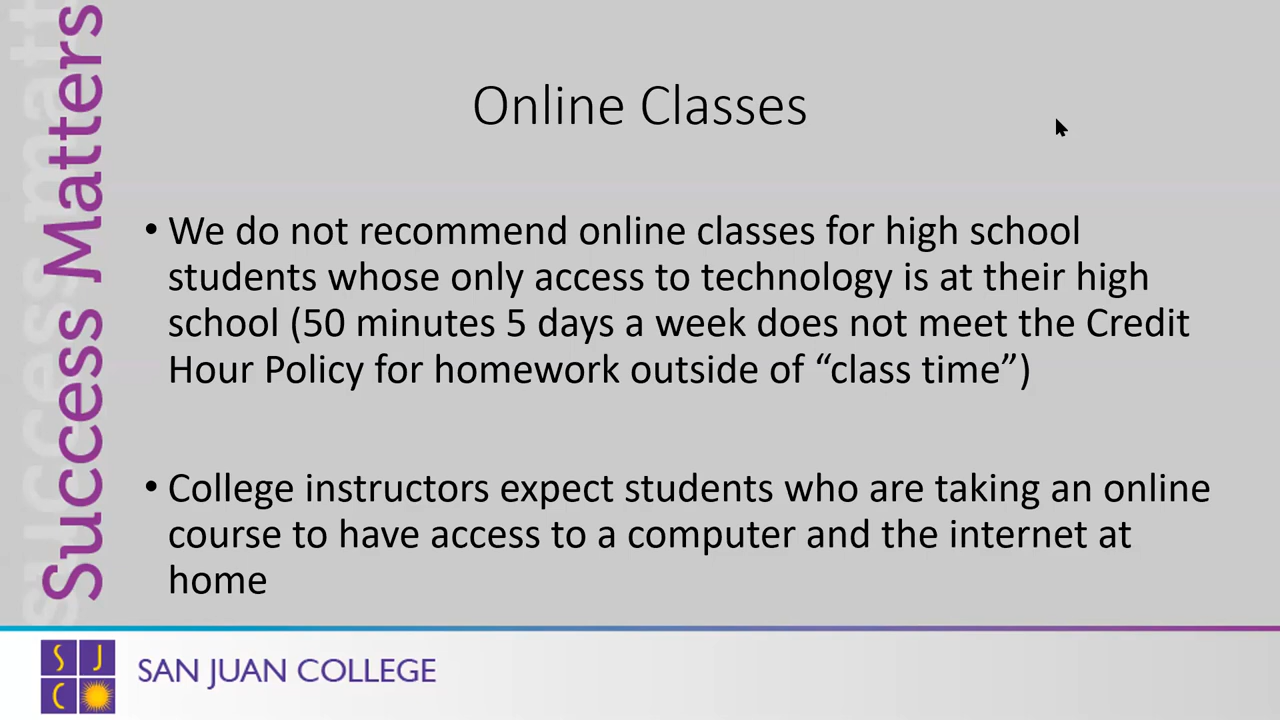 Success Matters
Online Classes
• We do not recommend online classes for high school
students whose only access to technology is at their high
school (50 minutes 5 days a week does not meet the Credit
Hour Policy for homework outside of “class time”)
• College instructors expect students who are taking an online
course to have access to a computer and the internet at
home
SJ
C
SAN JUAN COLLEGE
success matt